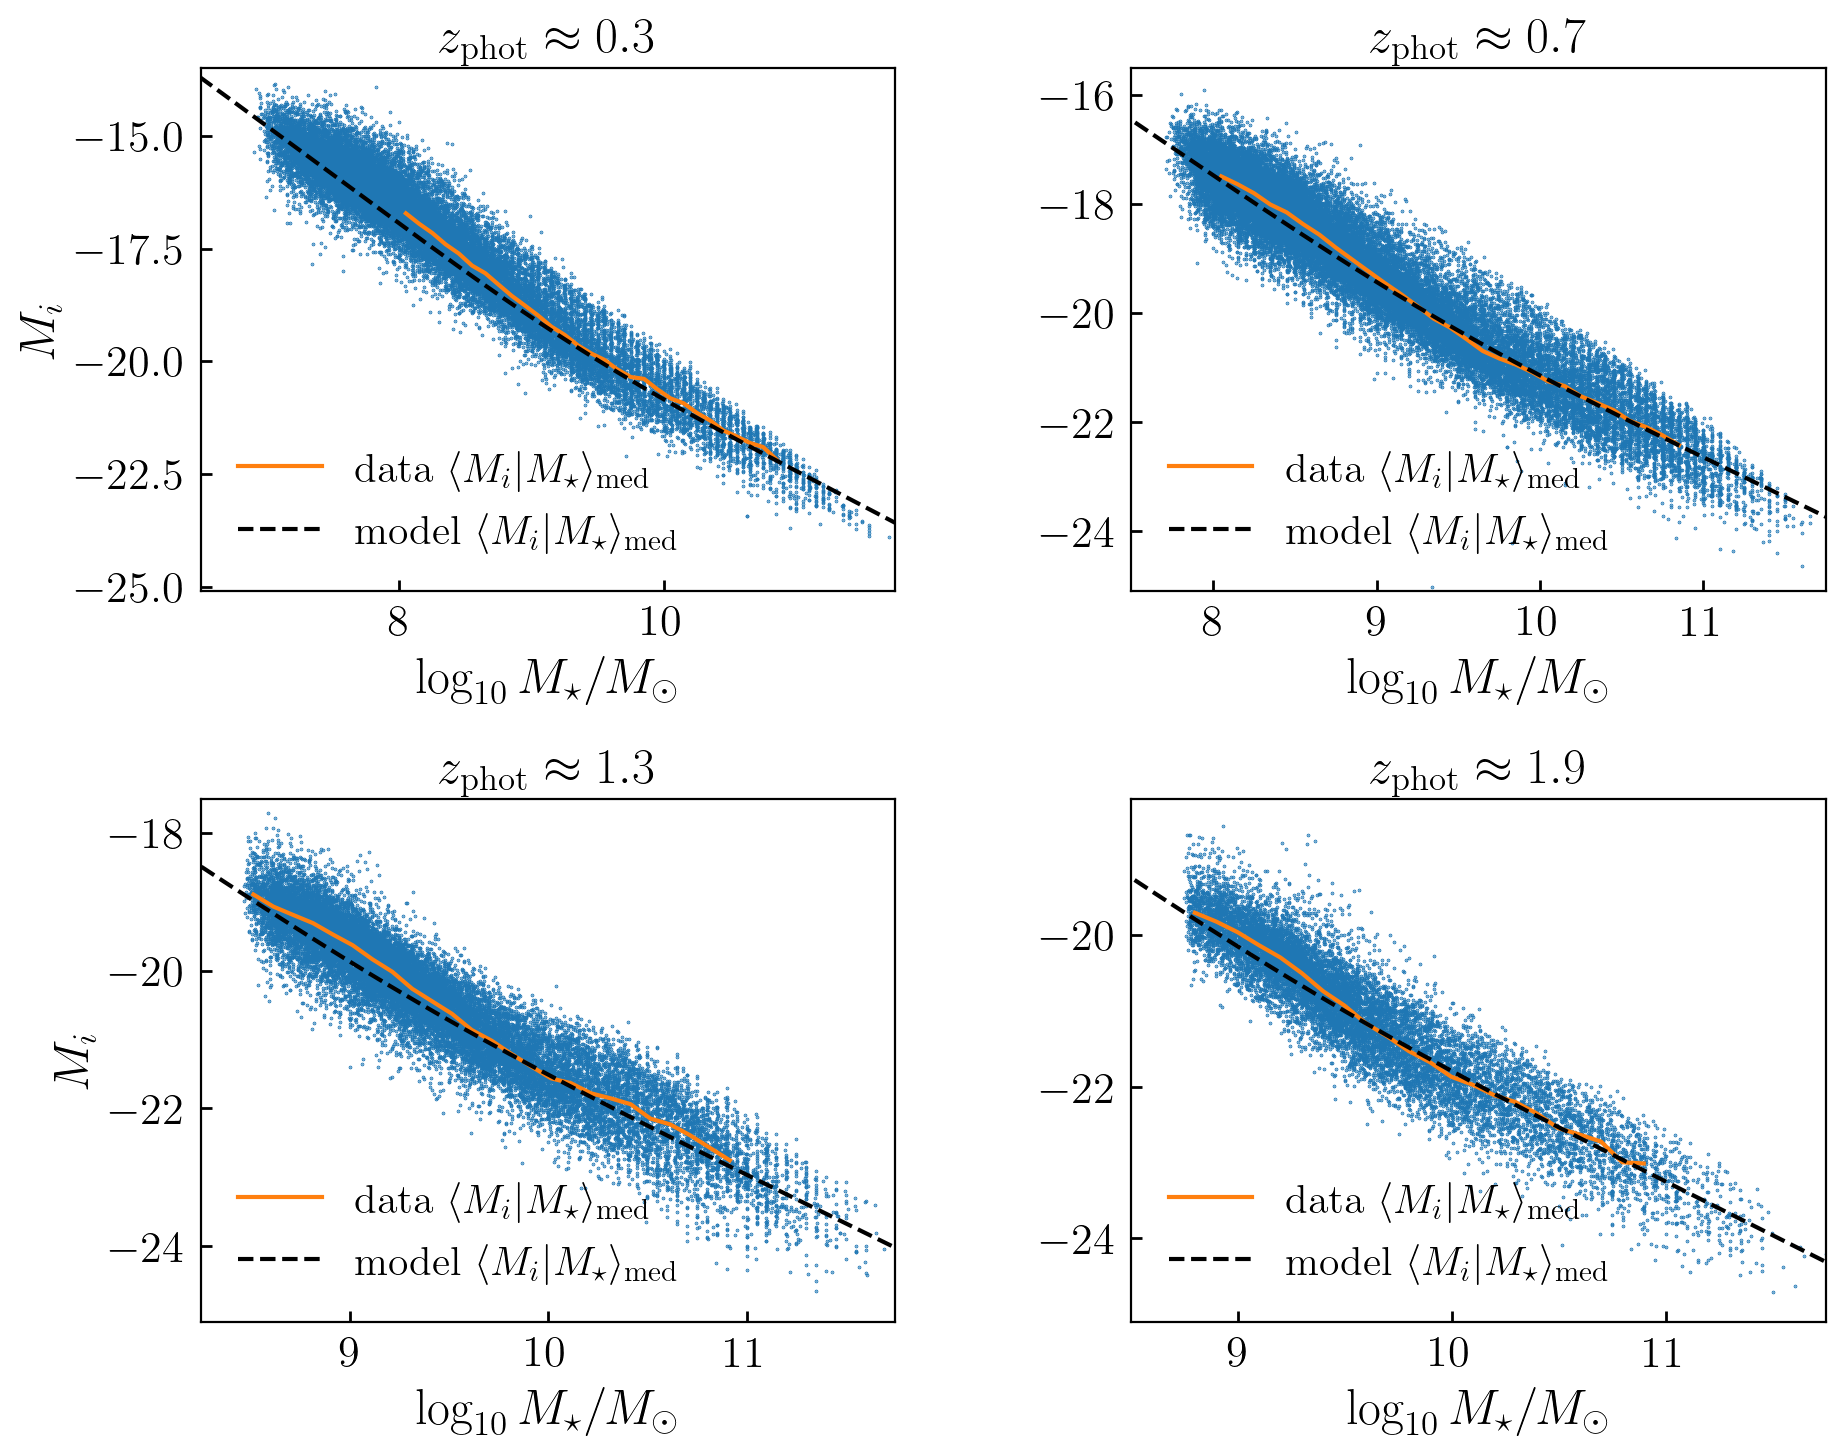 z_phot ≈ 0.3
−15.0
−17.5
−20.0
−22.5
−25.0
M_i
data ⟨M_i|M_⋆⟩_med
model ⟨M_i|M_⋆⟩_med
8 10
log₁₀ M_⋆/M_⊙
z_phot ≈ 0.7
−16
−18
−20
−22
−24
data ⟨M_i|M_⋆⟩_med
model ⟨M_i|M_⋆⟩_med
8 9 10 11
log₁₀ M_⋆/M_⊙
z_phot ≈ 1.3
−18
−20
−22
−24
M_i
data ⟨M_i|M_⋆⟩_med
model ⟨M_i|M_⋆⟩_med
9 10 11
log₁₀ M_⋆/M_⊙
z_phot ≈ 1.9
−20
−22
−24
data ⟨M_i|M_⋆⟩_med
model ⟨M_i|M_⋆⟩_med
9 10 11
log₁₀ M_⋆/M_⊙